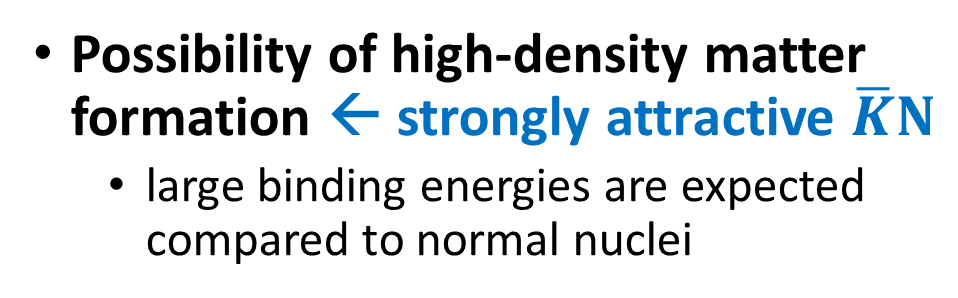 • Possibility of high-density matter
formation ← strongly attractive K̅N
• large binding energies are expected
compared to normal nuclei